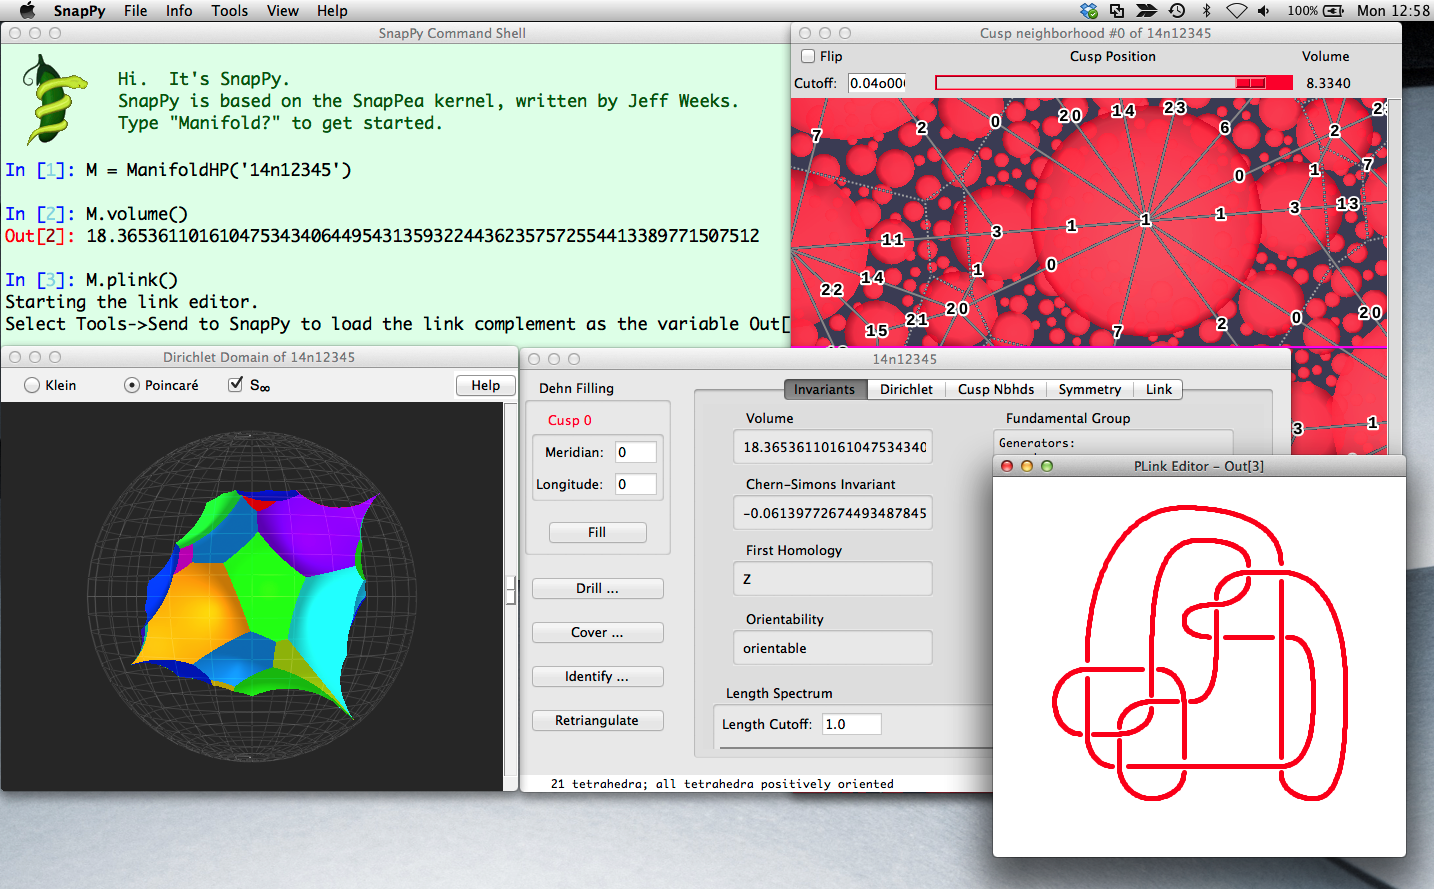 SnapPy File Info Tools View Help 100% Mon 12:58
SnapPy Command Shell
Hi. It's SnapPy.
SnapPy is based on the SnapPea kernel, written by Jeff Weeks.
Type "Manifold?" to get started.
In [1]: M = ManifoldHP('14n12345')
In [2]: M.volume()
Out[2]: 18.3653611016104753434064495431359322443623575725544133897715075​12
In [3]: M.plink()
Starting the link editor.
Select Tools->Send to SnapPy to load the link complement as the variable Out[
Cusp neighborhood #0 of 14n12345
Flip Cusp Position Volume
Cutoff: 0.04000 8.3340
7 2 0 20 14 23 6 2 23
0 1 7
11 3 1 1 1 3 13
14 1 0
22 20
15 21 7 2 0 20
3 1
Dirichlet Domain of 14n12345
Klein Poincaré S∞ Help
14n12345
Dehn Filling
Cusp 0
Meridian: 0
Longitude: 0
Fill
Drill ...
Cover ...
Identify ...
Retriangulate
Invariants Dirichlet Cusp Nbhds Symmetry Link
Volume
18.36536110161047534340
Chern-Simons Invariant
-0.06139772674493487845
First Homology
Z
Orientability
orientable
Length Spectrum
Length Cutoff: 1.0
Fundamental Group
Generators:
21 tetrahedra; all tetrahedra positively oriented
PLink Editor - Out[3]